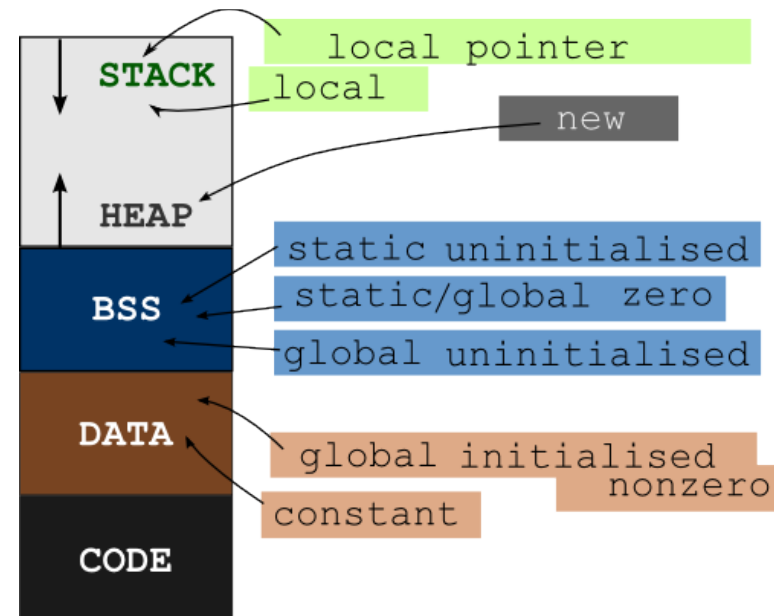 local pointer
STACK
local
new
HEAP
static uninitialised
static/global zero
BSS
global uninitialised
DATA
global initialised
nonzero
constant
CODE